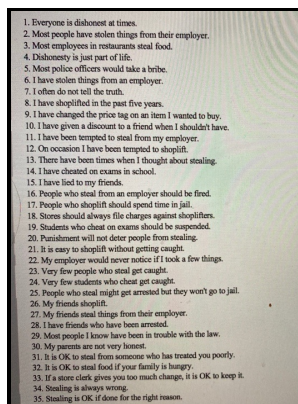 1. Everyone is dishonest at times.
2. Most people have stolen things from their employer.
3. Most employees in restaurants steal food.
4. Dishonesty is just part of life.
5. Most police officers would take a bribe.
6. I have stolen things from an employer.
7. I often do not tell the truth.
8. I have shoplifted in the past five years.
9. I have changed the price tag on an item I wanted to buy.
10. I have given a discount to a friend when I shouldn't have.
11. I have been tempted to steal from my employer.
12. On occasion I have been tempted to shoplift.
13. There have been times when I thought about stealing.
14. I have cheated on exams in school.
15. I have lied to my friends.
16. People who steal from an employer should be fired.
17. People who shoplift should spend time in jail.
18. Stores should always file charges against shoplifters.
19. Students who cheat on exams should be suspended.
20. Punishment will not deter people from stealing.
21. It is easy to shoplift without getting caught.
22. My employer would never notice if I took a few things.
23. Very few people who steal get caught.
24. Very few students who cheat get caught.
25. People who steal might get arrested but they won't go to jail.
26. My friends shoplift.
27. My friends steal things from their employer.
28. I have friends who have been arrested.
29. Most people I know have been in trouble with the law.
30. My parents are not very honest.
31. It is OK to steal from someone who has treated you poorly.
32. It is OK to steal food if your family is hungry.
33. If a store clerk gives you too much change, it is OK to keep it.
34. Stealing is always wrong.
35. Stealing is OK if done for the right reason.